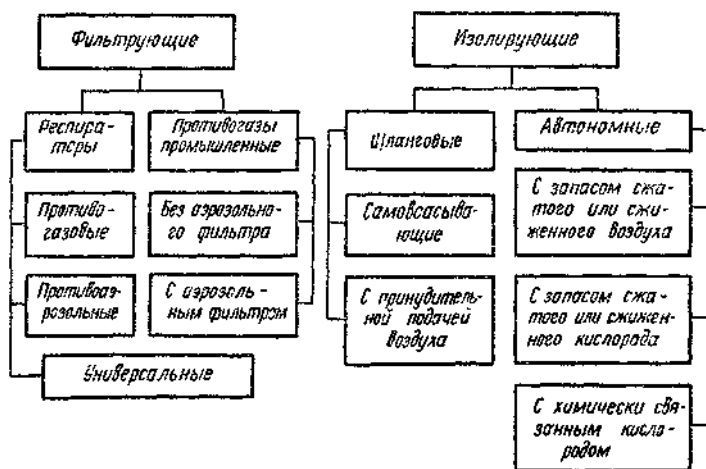 Фильтрующие
Респира-
торы
Противогазы
промышленные
Противо-
газовые
Без аэрозольно-
го фильтра
Противоаэ-
розольные
С аэрозоль-
ным фильтром
Универсальные
Изолирующие
Шланговые
Автономные
Самовсасыва-
ющие
С запасом сжа-
того или сжи-
женного воздуха
С принудитель-
ной подачей
воздуха
С запасом сжа-
того или сжижен-
ного кислорода
С химически свя-
занным кисло-
родом